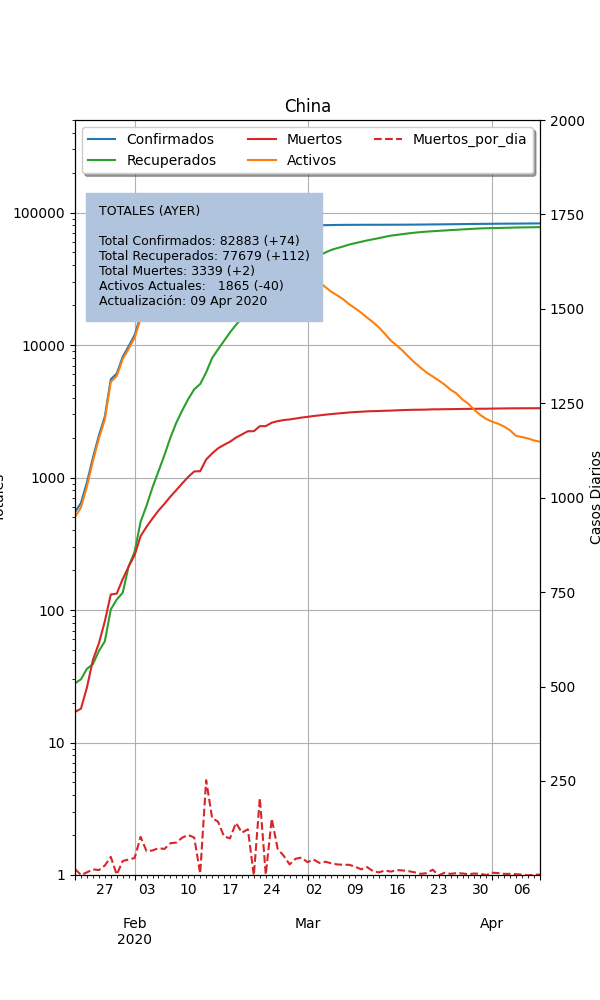 China
Confirmados
Recuperados
Muertos
Activos
Muertos_por_dia
TOTALES (AYER)
Total Confirmados: 82883 (+74)
Total Recuperados: 77679 (+112)
Total Muertes: 3339 (+2)
Activos Actuales: 1865 (-40)
Actualización: 09 Apr 2020
100000
10000
1000
100
10
1
2000
1750
1500
1250
1000
750
500
250
Casos Diarios
27 03 10 17 24 02 09 16 23 30 06
Feb Mar Apr
2020